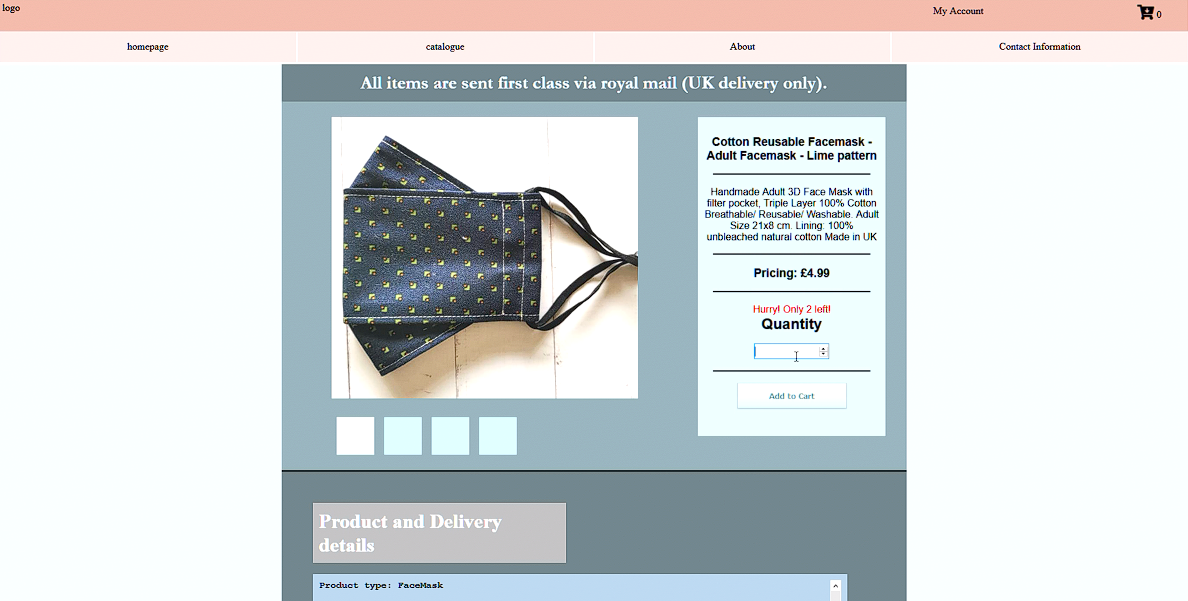 logo
My Account
0
homepage
catalogue
About
Contact Information
All items are sent first class via royal mail (UK delivery only).
Cotton Reusable Facemask -
Adult Facemask - Lime pattern
Handmade Adult 3D Face Mask with
filter pocket, Triple Layer 100% Cotton
Breathable/ Reusable/ Washable. Adult
Size 21x8 cm. Lining: 100%
unbleached natural cotton Made in UK
Pricing: £4.99
Hurry! Only 2 left!
Quantity
Add to Cart
Product and Delivery
details
Product type: FaceMask